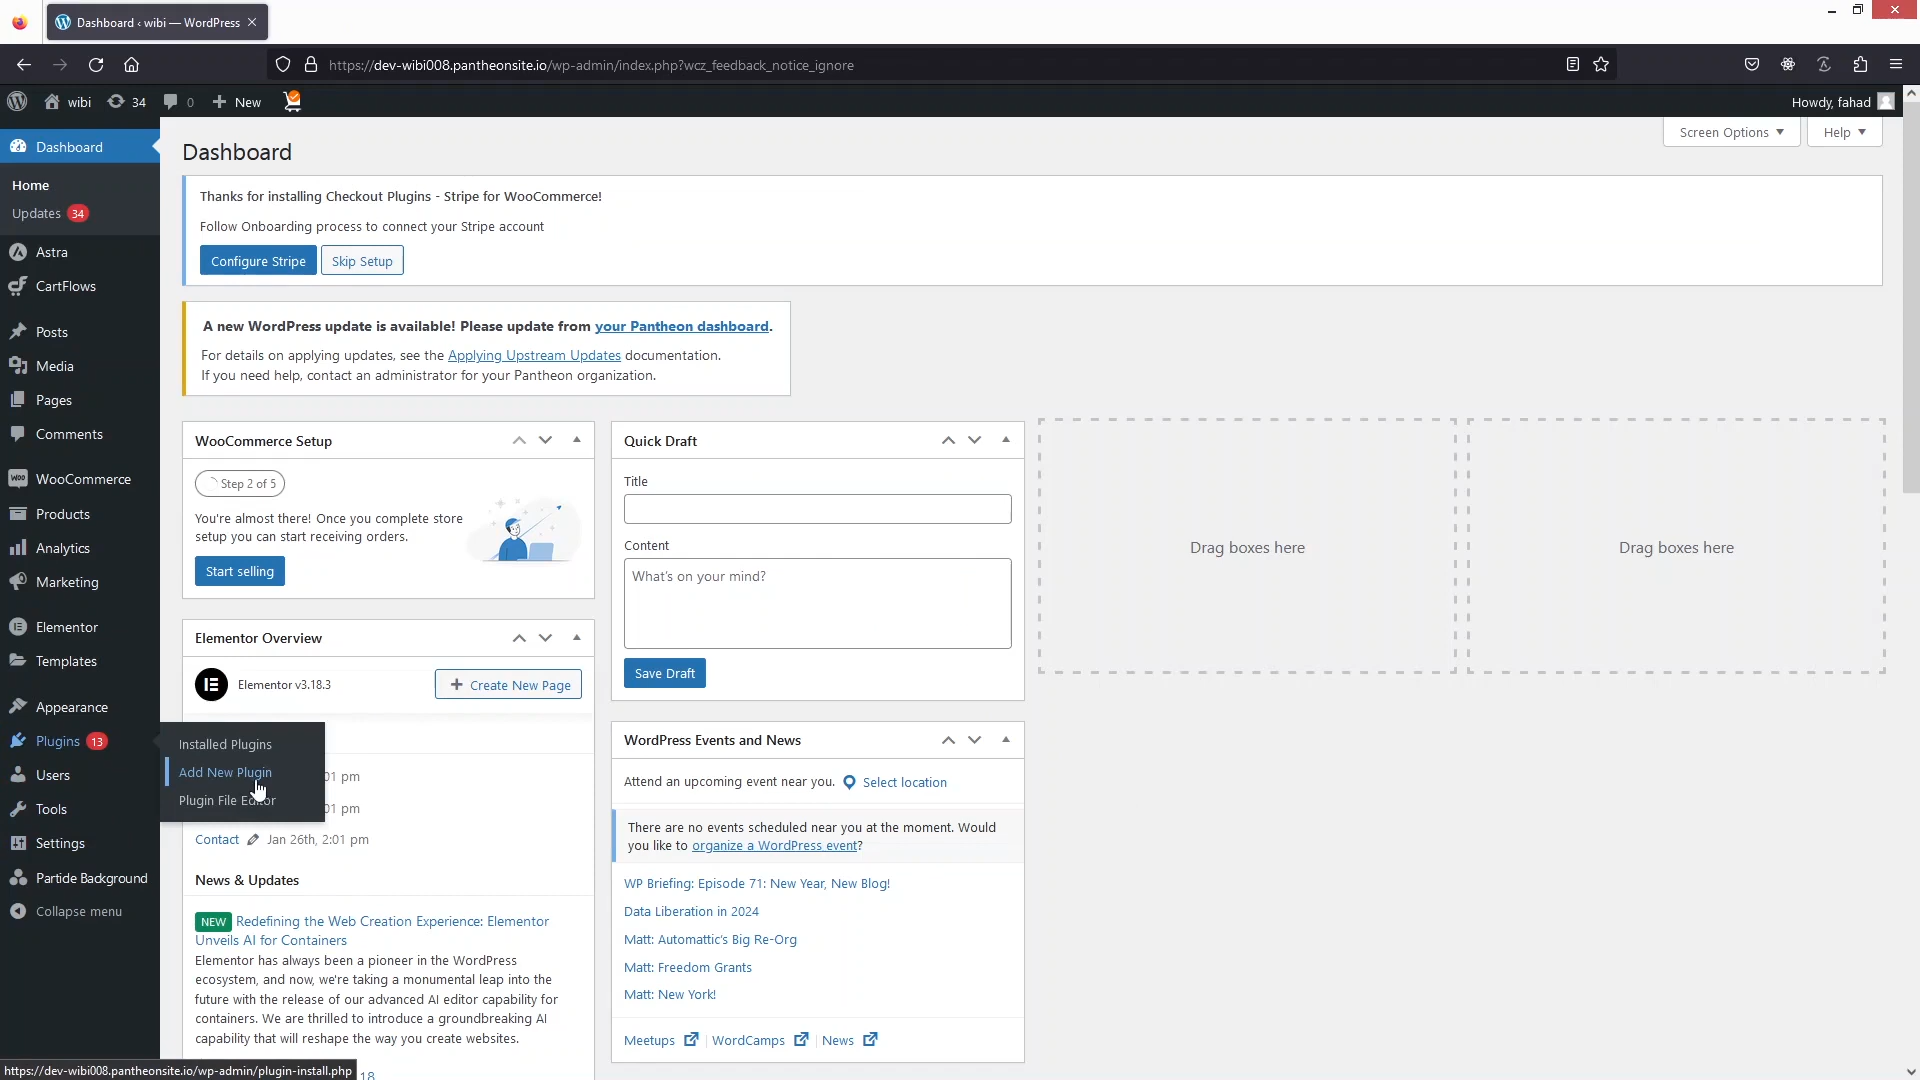 Dashboard ‹ wibi — WordPress
https://dev-wibi008.pantheonsite.io/wp-admin/index.php?wcz_feedback_notice_ignore
wibi
34
0
New
Howdy, fahad
Screen Options
Help
Dashboard
Home
Updates 34
Astra
CartFlows
Posts
Media
Pages
Comments
WooCommerce
Products
Analytics
Marketing
Elementor
Templates
Appearance
Plugins 13
Users
Tools
Settings
Particle Background
Collapse menu
Installed Plugins
Add New Plugin
Plugin File Editor
Dashboard
Thanks for installing Checkout Plugins - Stripe for WooCommerce!
Follow Onboarding process to connect your Stripe account
Configure Stripe
Skip Setup
A new WordPress update is available! Please update from your Pantheon dashboard.
For details on applying updates, see the Applying Upstream Updates documentation.
If you need help, contact an administrator for your Pantheon organization.
WooCommerce Setup
Step 2 of 5
You're almost there! Once you complete store
setup you can start receiving orders.
Start selling
Elementor Overview
Elementor v3.18.3
Create New Page
01 pm
01 pm
Contact Jan 26th, 2:01 pm
News & Updates
NEW Redefining the Web Creation Experience: Elementor
Unveils AI for Containers
Elementor has always been a pioneer in the WordPress
ecosystem, and now, we're taking a monumental leap into the
future with the release of our advanced AI editor capability for
containers. We are thrilled to introduce a groundbreaking AI
capability that will reshape the way you create websites.
18
Quick Draft
Title
Content
What's on your mind?
Save Draft
WordPress Events and News
Attend an upcoming event near you. Select location
There are no events scheduled near you at the moment. Would
you like to organize a WordPress event?
WP Briefing: Episode 71: New Year, New Blog!
Data Liberation in 2024
Matt: Automattic's Big Re-Org
Matt: Freedom Grants
Matt: New York!
Meetups | WordCamps | News
Drag boxes here
Drag boxes here
https://dev-wibi008.pantheonsite.io/wp-admin/plugin-install.php